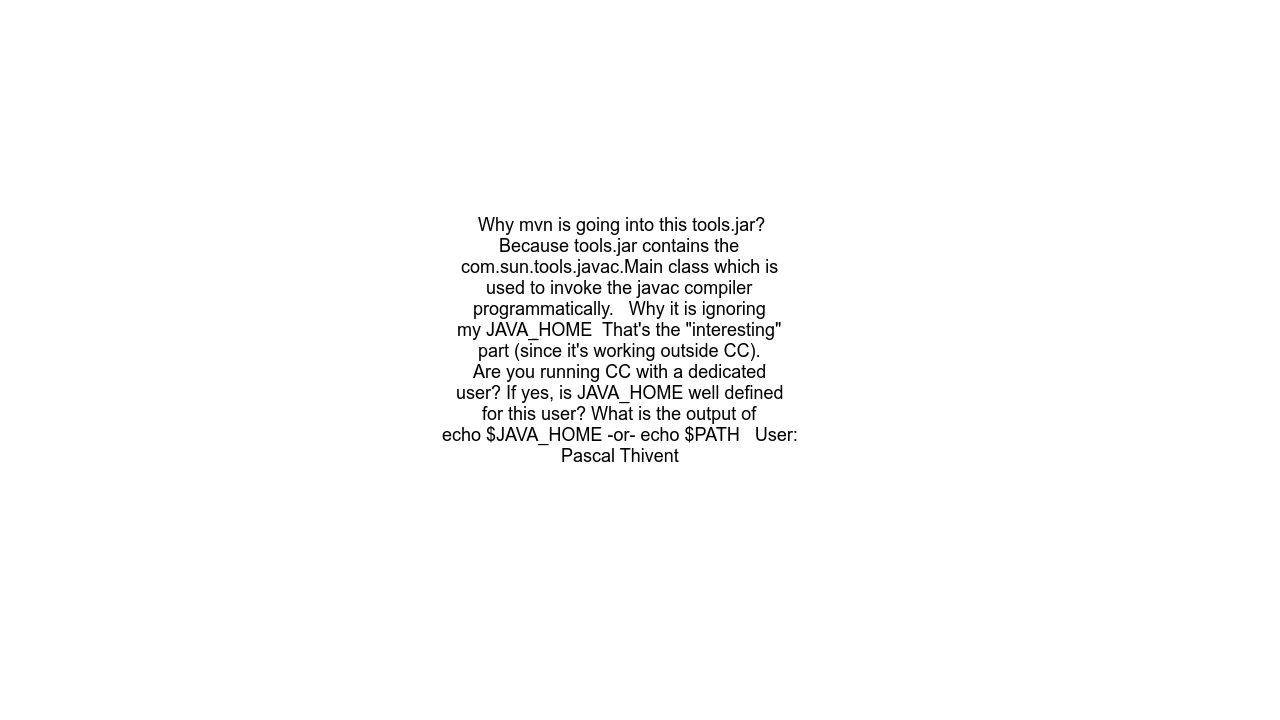 Why mvn is going into this tools.jar?
Because tools.jar contains the
com.sun.tools.javac.Main class which is
used to invoke the javac compiler
programmatically.   Why it is ignoring
my JAVA_HOME  That's the "interesting"
part (since it's working outside CC).
Are you running CC with a dedicated
user? If yes, is JAVA_HOME well defined
for this user? What is the output of
echo $JAVA_HOME -or- echo $PATH   User:
Pascal Thivent